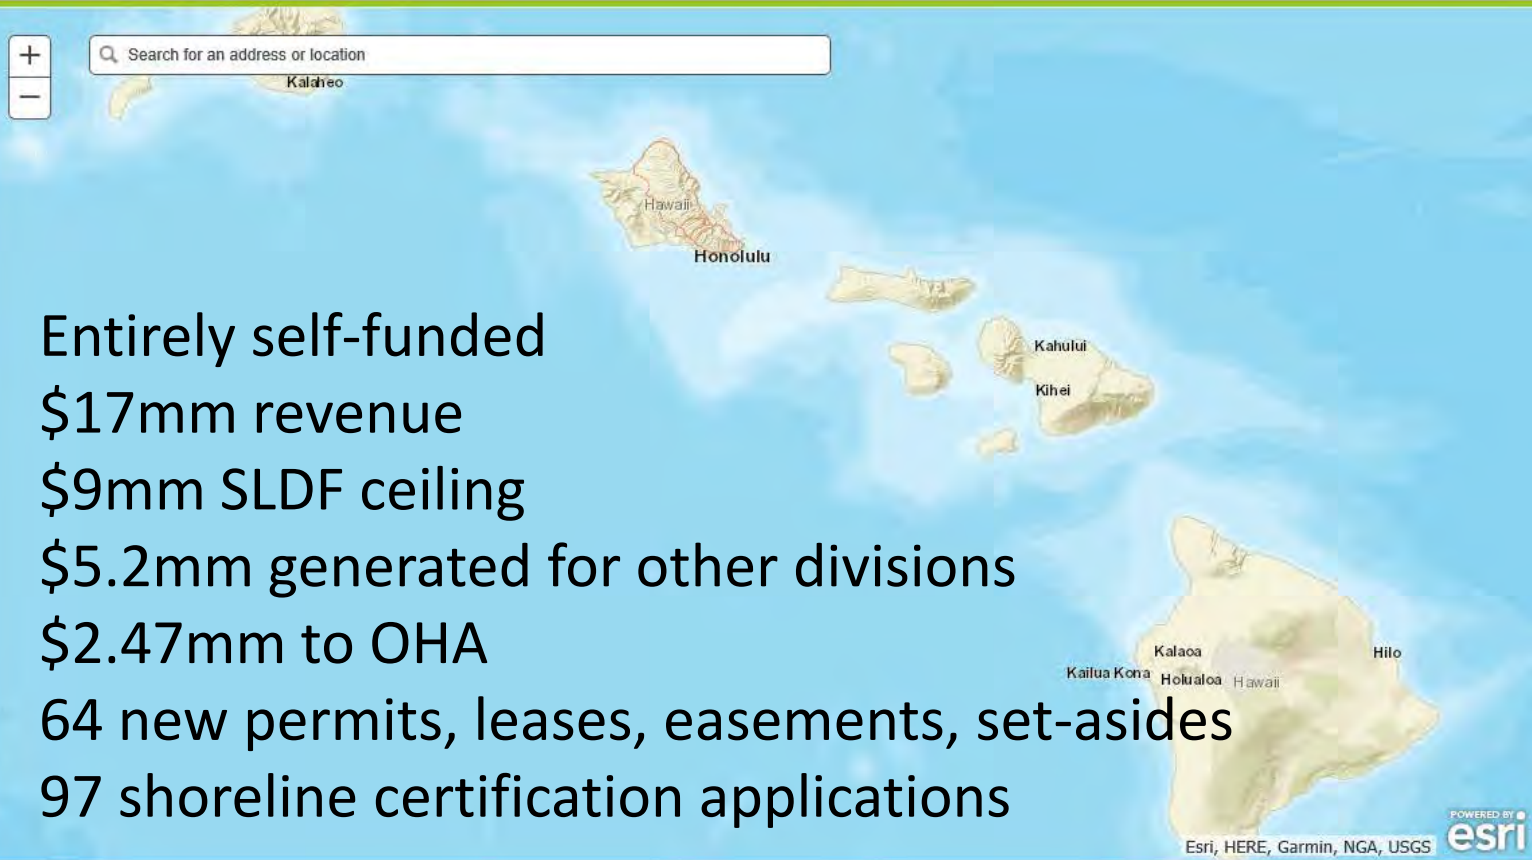 +
Search for an address or location
−
Kalaheo
Hawaii
Honolulu
Kahului
Kihei
Entirely self-funded
$17mm revenue
$9mm SLDF ceiling
$5.2mm generated for other divisions
$2.47mm to OHA
64 new permits, leases, easements, set-asides
97 shoreline certification applications
Kalaoa
Hilo
Kailua Kona
Holualoa
Hawaii
POWERED BY
esri
Esri, HERE, Garmin, NGA, USGS